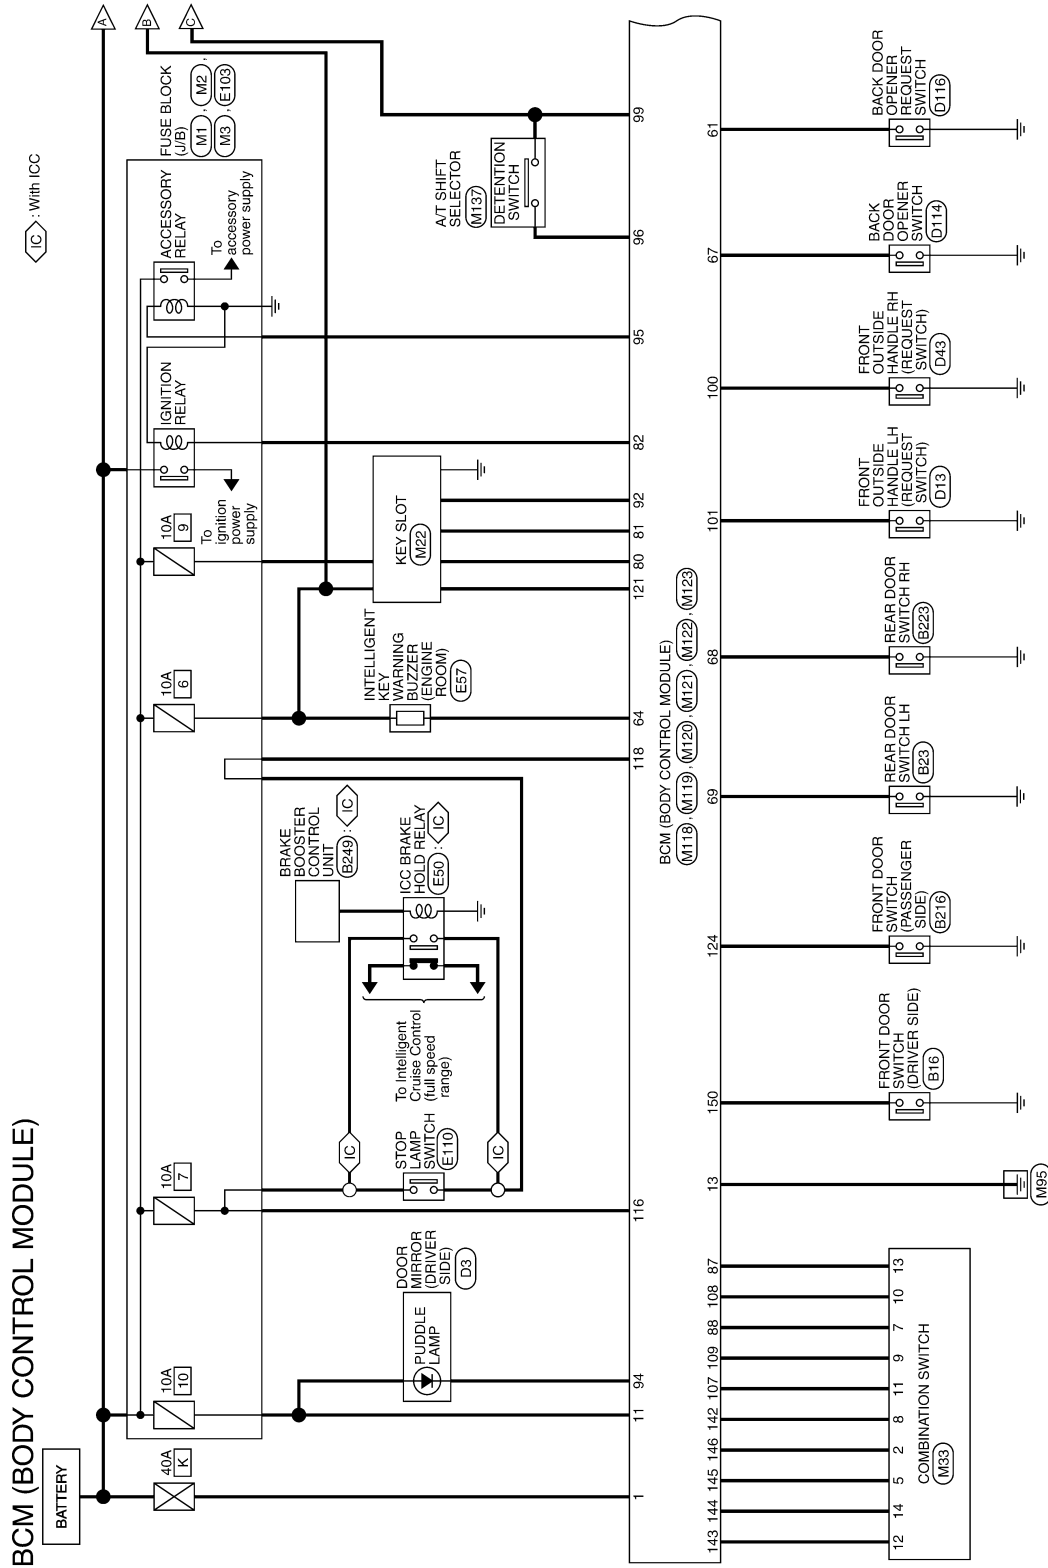 BCM (BODY CONTROL MODULE)
IC : With ICC
BATTERY
A
B
C
40A
K
10A
10
10A
7
10A
6
10A
9
To
ignition
power
supply
IGNITION
RELAY
ACCESSORY
RELAY
To
accessory
power supply
FUSE BLOCK
(J/B)
M1 , M2 ,
M3 , E103
DOOR
MIRROR
(DRIVER
SIDE)
D3
PUDDLE
LAMP
STOP
LAMP
SWITCH
E110
IC
IC
To Intelligent
Cruise Control
(full speed
range)
BRAKE
BOOSTER
CONTROL
UNIT
B249 : IC
ICC BRAKE
HOLD RELAY
E50 : IC
INTELLIGENT
KEY
WARNING
BUZZER
(ENGINE
ROOM)
E57
KEY SLOT
M22
A/T SHIFT
SELECTOR
M137
DETENTION
SWITCH
1
11
94
116
118
64
121
80
81
92
82
95
96
99
BCM (BODY CONTROL MODULE)
M118 , M119 , M120 , M121 , M122 , M123
143
144
145
146
142
107
109
88
108
87
13
150
124
69
68
101
100
67
61
12
14
5
2
8
11
9
7
10
13
COMBINATION SWITCH
M33
M95
FRONT DOOR
SWITCH
(DRIVER SIDE)
B16
FRONT DOOR
SWITCH
(PASSENGER
SIDE)
B216
REAR DOOR
SWITCH LH
B23
REAR DOOR
SWITCH RH
B223
FRONT
OUTSIDE
HANDLE LH
(REQUEST
SWITCH)
D13
FRONT
OUTSIDE
HANDLE RH
(REQUEST
SWITCH)
D43
BACK
DOOR
OPENER
SWITCH
D114
BACK DOOR
OPENER
REQUEST
SWITCH
D116